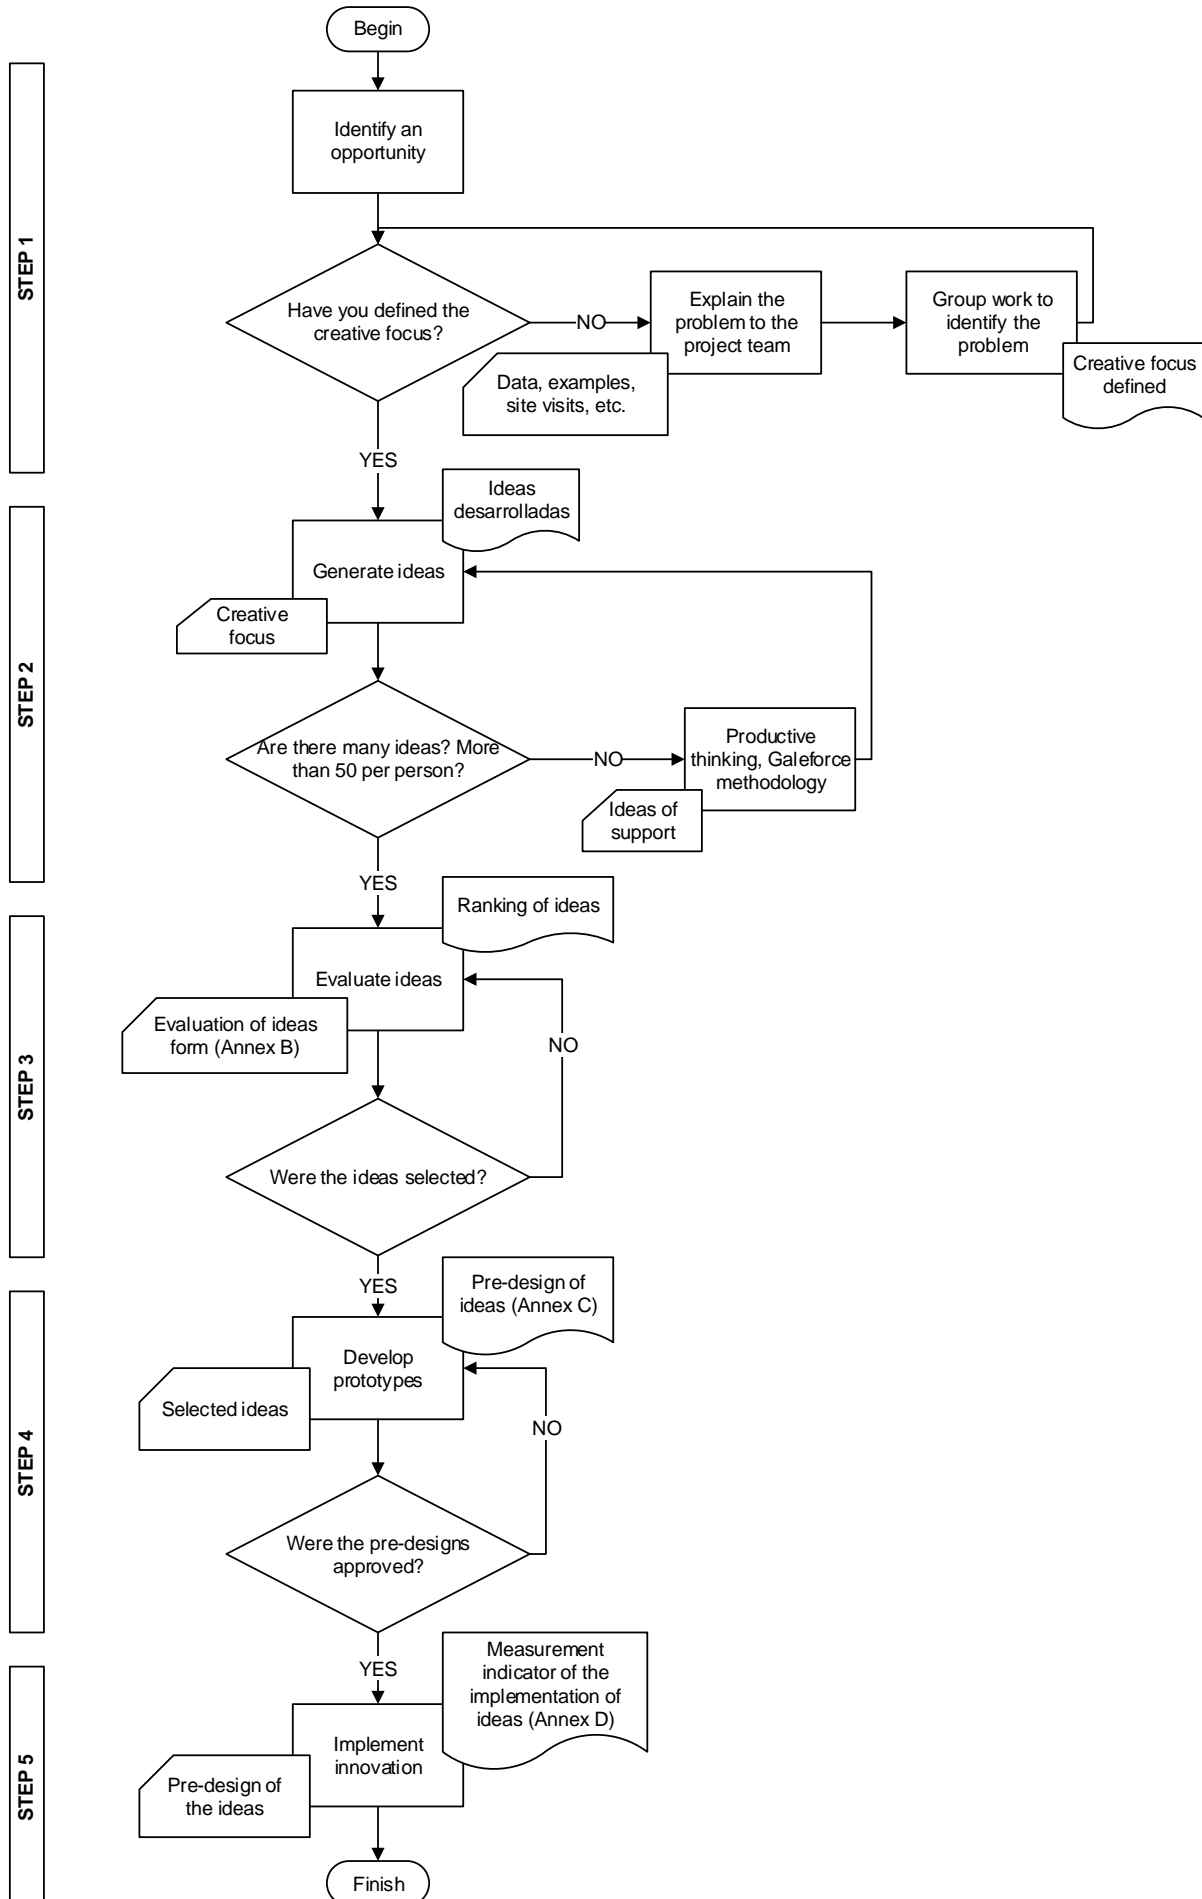 Begin
STEP 1
Identify an
opportunity
Have you defined the
creative focus?
NO
Explain the
problem to the
project team
Data, examples,
site visits, etc.
Group work to
identify the
problem
Creative focus
defined
YES
STEP 2
Ideas
desarrolladas
Generate ideas
Creative
focus
Are there many ideas? More
than 50 per person?
NO
Productive
thinking, Galeforce
methodology
Ideas of
support
YES
STEP 3
Ranking of ideas
Evaluate ideas
Evaluation of ideas
form (Annex B)
NO
Were the ideas selected?
YES
STEP 4
Pre-design of
ideas (Annex C)
Develop
prototypes
Selected ideas
NO
Were the pre-designs
approved?
YES
STEP 5
Measurement
indicator of the
implementation of
ideas (Annex D)
Implement
innovation
Pre-design of
the ideas
Finish